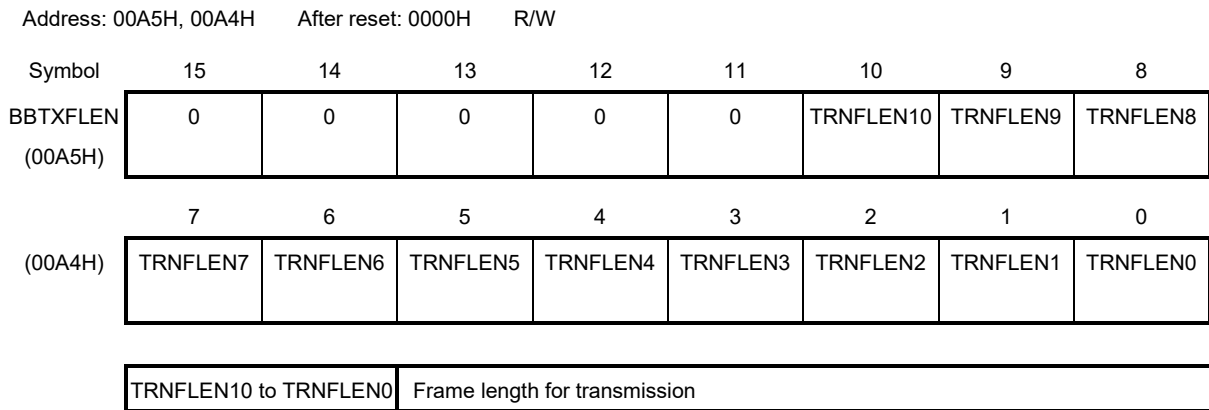 Address: 00A5H, 00A4H After reset: 0000H R/W
Symbol 15 14 13 12 11 10 9 8
BBTXFLEN 0 0 0 0 0 TRNFLEN10 TRNFLEN9 TRNFLEN8
(00A5H)
7 6 5 4 3 2 1 0
(00A4H) TRNFLEN7 TRNFLEN6 TRNFLEN5 TRNFLEN4 TRNFLEN3 TRNFLEN2 TRNFLEN1 TRNFLEN0
TRNFLEN10 to TRNFLEN0 Frame length for transmission